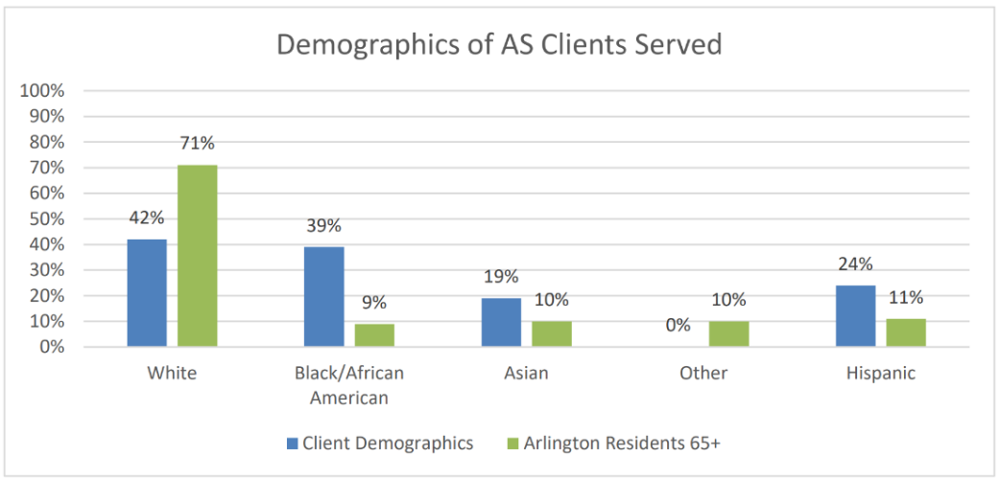 Demographics of AS Clients Served
100%
90%
80%
70%
60%
50%
40%
30%
20%
10%
0%
42%
71%
39%
9%
19%
10%
0%
10%
24%
11%
White
Black/African
American
Asian
Other
Hispanic
Client Demographics
Arlington Residents 65+